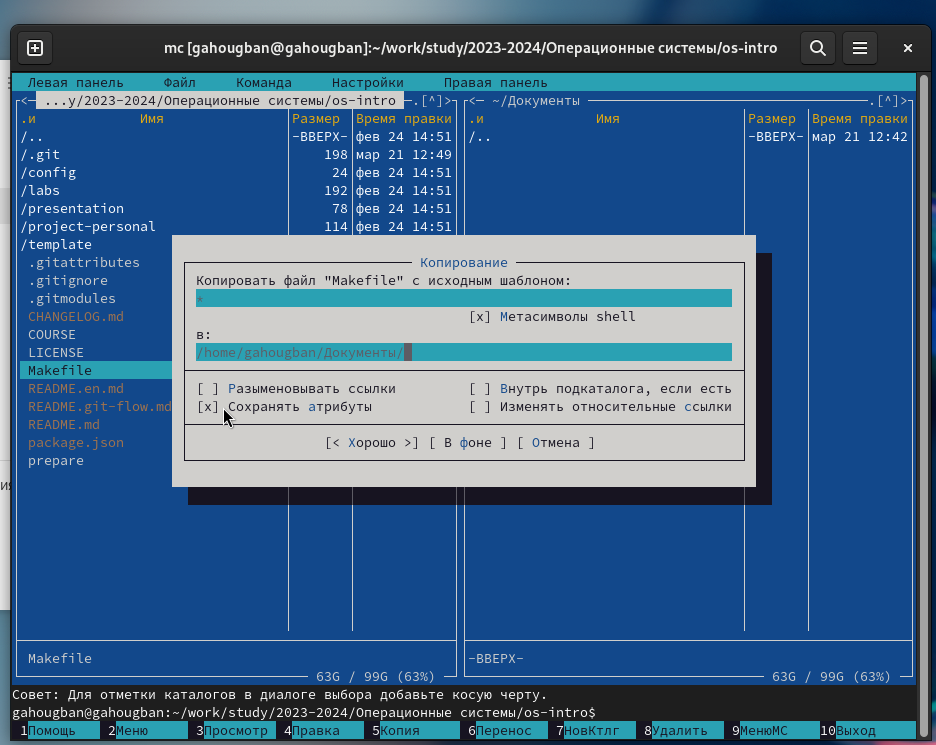 mc [gahougban@gahougban]:~/work/study/2023-2024/Операционные системы/os-intro
Левая панель Файл Команда Настройки Правая панель
<— ...y/2023-2024/Операционные системы/os-intro —.[^]>
<— ~/Документы .[^]>
.и Имя Размер Время правки
.и Имя Размер Время правки
/.. -ВВЕРХ- фев 24 14:51
/.. -ВВЕРХ- мар 21 12:42
/.git 198 мар 21 12:49
/config 24 фев 24 14:51
/labs 192 фев 24 14:51
/presentation 78 фев 24 14:51
/project-personal 114 фев 24 14:51
/template
.gitattributes
.gitignore
.gitmodules
CHANGELOG.md
COURSE
LICENSE
Makefile
README.en.md
README.git-flow.md
README.md
package.json
prepare
Копирование
Копировать файл "Makefile" с исходным шаблоном:
*
[x] Метасимволы shell
в:
/home/gahougban/Документы/
[ ] Разыменовывать ссылки [ ] Внутрь подкаталога, если есть
[x] Сохранять атрибуты [ ] Изменять относительные ссылки
[< Хорошо >] [ В фоне ] [ Отмена ]
Makefile
-ВВЕРХ-
63G / 99G (63%)
63G / 99G (63%)
Совет: Для отметки каталогов в диалоге выбора добавьте косую черту.
gahougban@gahougban:~/work/study/2023-2024/Операционные системы/os-intro$
1Помощь 2Меню 3Просмотр 4Правка 5Копия 6Перенос 7НовКтлг 8Удалить 9МенюМС 10Выход